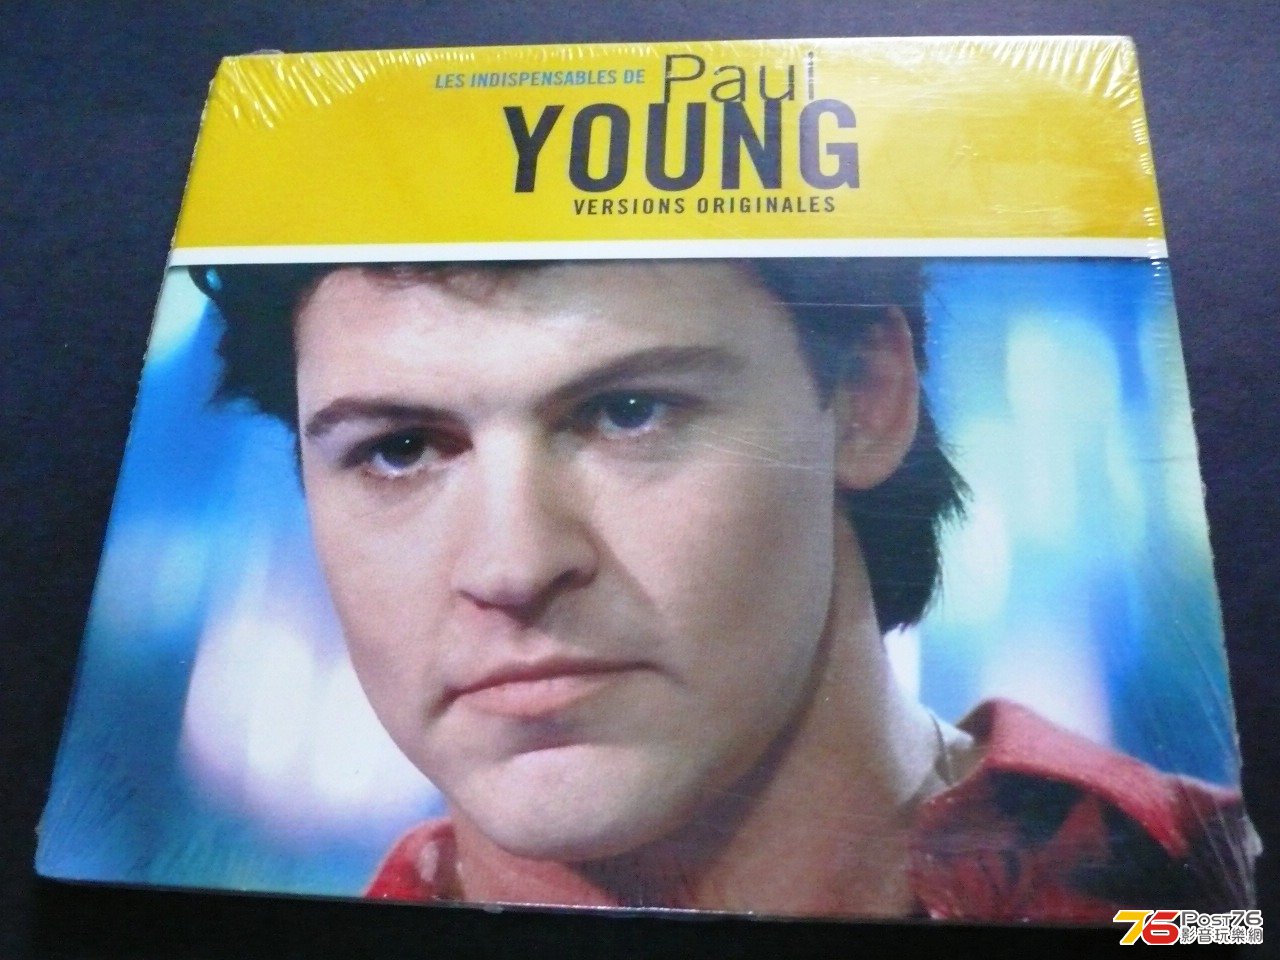 LES INDISPENSABLES DE Paul
YOUNG
VERSIONS ORIGINALES
76 Post76
影音玩樂網